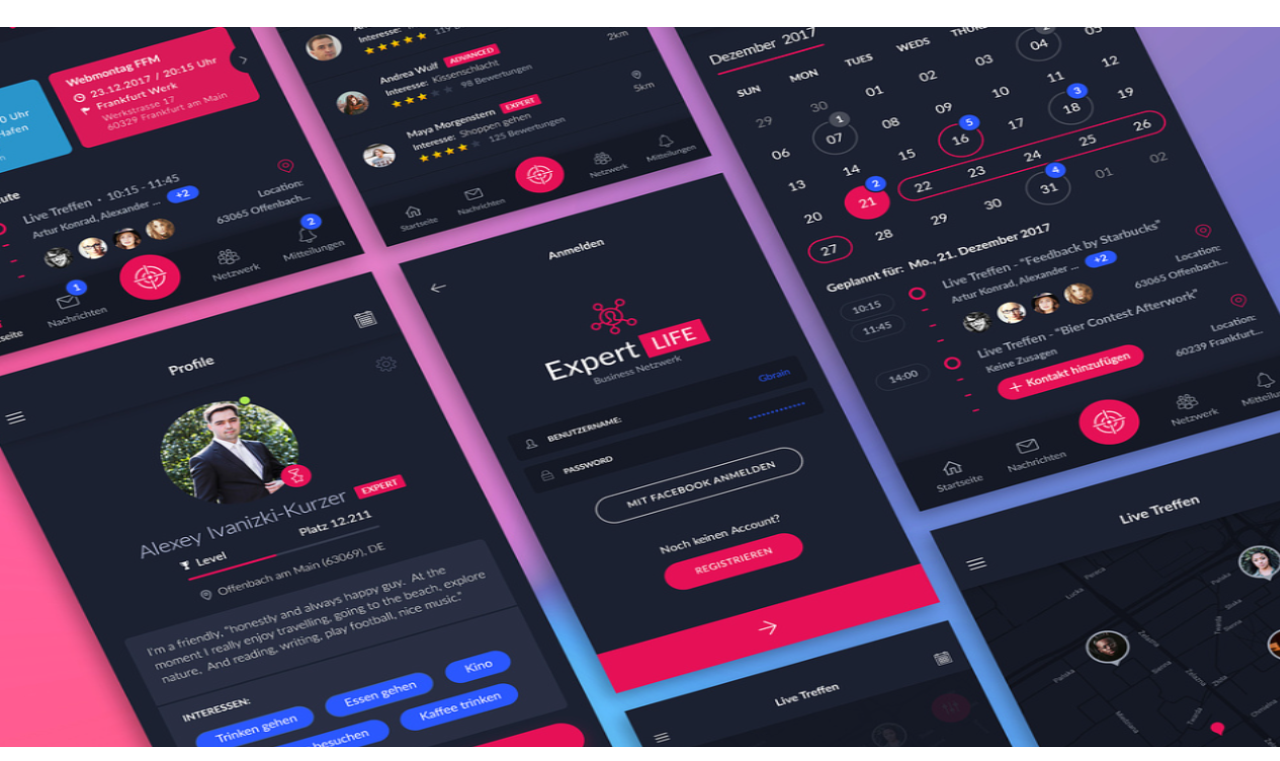 0 Uhr
Hafen
Webmontag FFM
23.12.2017 / 20:15 Uhr
Frankfurt Werk
Werkstrasse 17
60329 Frankfurt am Main
Live Treffen • 10:15 - 11:45
Artur Konrad, Alexander ... +2
Location:
63065 Offenbach...
1
2
Nachrichten
Netzwerk
Mitteilungen
Interesse:
Andrea Wulf ADVANCED
Interesse: Kissenschlacht
98 Bewertungen
2km
Maya Morgenstern EXPERT
Interesse: Shoppen gehen
125 Bewertungen
5km
Startseite
Nachrichten
Netzwerk
Mitteilungen
Dezember 2017
SUN MON TUES WEDS
29 30 01 02 03 04 05
1
06 07 08 09 10 11 12
1 5 3
13 14 15 16 17 18 19
2
20 21 22 23 24 25 26
4
27 28 29 30 31 01 02
Geplannt für: Mo., 21. Dezember 2017
10:15
11:45
Live Treffen - "Feedback by Starbucks"
Artur Konrad, Alexander ... +2
Location:
63065 Offenbach...
14:00
Live Treffen - "Bier Contest Afterwork"
Keine Zusagen
Location:
60239 Frankfurt...
+ Kontakt hinzufügen
Startseite
Nachrichten
Netzwerk
Profile
Alexey Ivanizki-Kurzer EXPERT
Level
Platz 12.211
Offenbach am Main (63069), DE
I'm a friendly, "honestly and always happy guy. At the
moment I really enjoy travelling, going to the beach, explore
nature. And reading, writing, play football, nice music."
INTERESSEN:
Trinken gehen
Essen gehen
Kino
besuchen
Kaffee trinken
Anmelden
Expert LIFE
Business Netzwerk
BENUTZERNAME:
Gbrain
PASSWORD
MIT FACEBOOK ANMELDEN
Noch keinen Account?
REGISTRIEREN
Live Treffen
Live Treffen